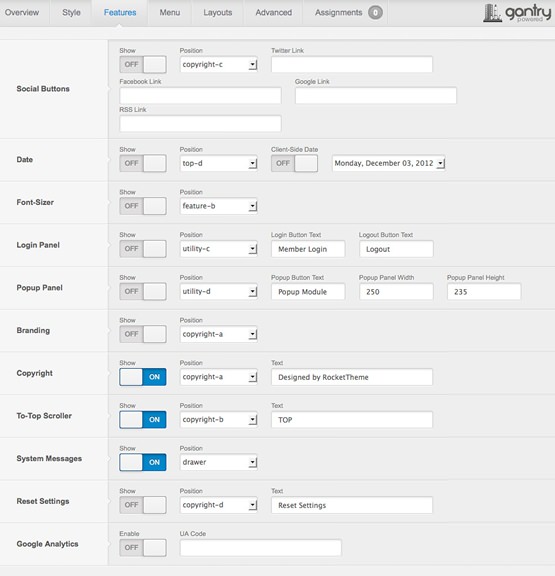 Overview Style Features Menu Layouts Advanced Assignments 0 gantry
powered
Show Position Twitter Link
Social Buttons OFF copyright-c
Facebook Link Google Link
RSS Link
Show Position Client-Side Date
Date OFF top-d OFF Monday, December 03, 2012
Show Position
Font-Sizer OFF feature-b
Show Position Login Button Text Logout Button Text
Login Panel OFF utility-c Member Login Logout
Show Position Popup Button Text Popup Panel Width Popup Panel Height
Popup Panel OFF utility-d Popup Module 250 235
Show Position
Branding OFF copyright-a
Show Position Text
Copyright ON copyright-a Designed by RocketTheme
Show Position Text
To-Top Scroller ON copyright-b TOP
Show Position
System Messages ON drawer
Show Position Text
Reset Settings OFF copyright-d Reset Settings
Enable UA Code
Google Analytics OFF